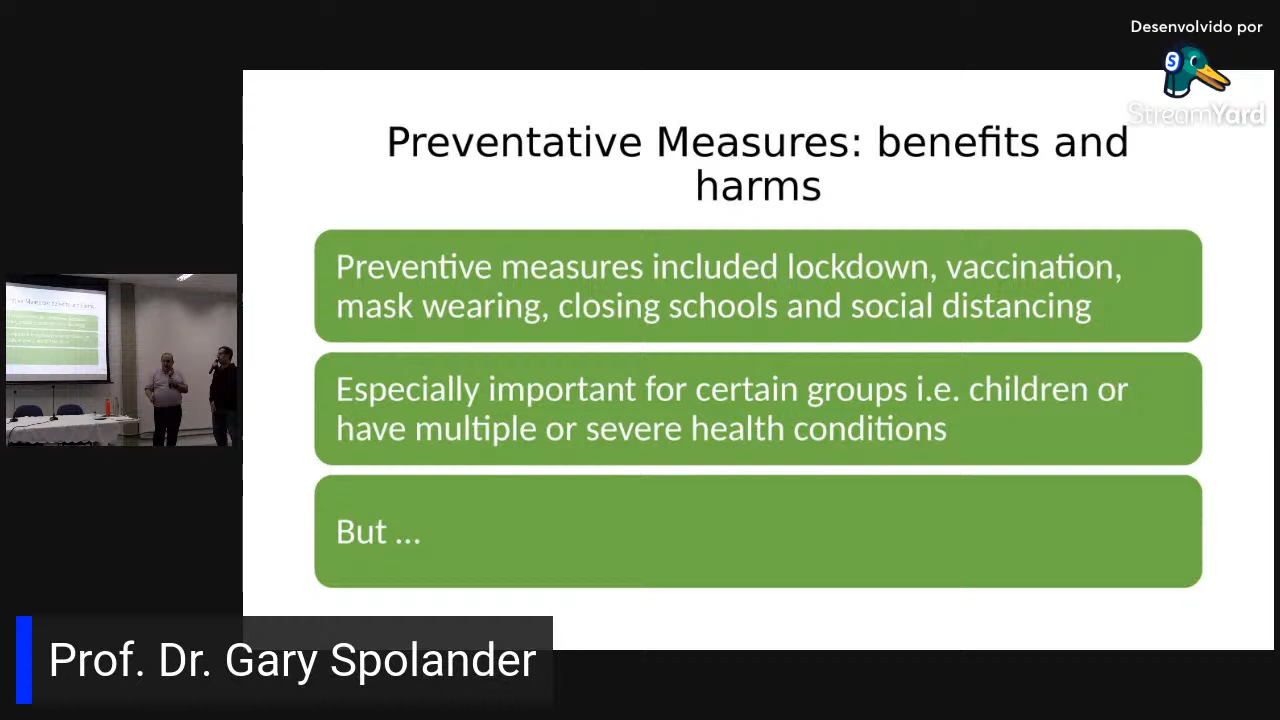 Desenvolvido por
StreamYard
Preventative Measures: benefits and
harms
Preventive measures included lockdown, vaccination,
mask wearing, closing schools and social distancing
Especially important for certain groups i.e. children or
have multiple or severe health conditions
But ...
Prof. Dr. Gary Spolander